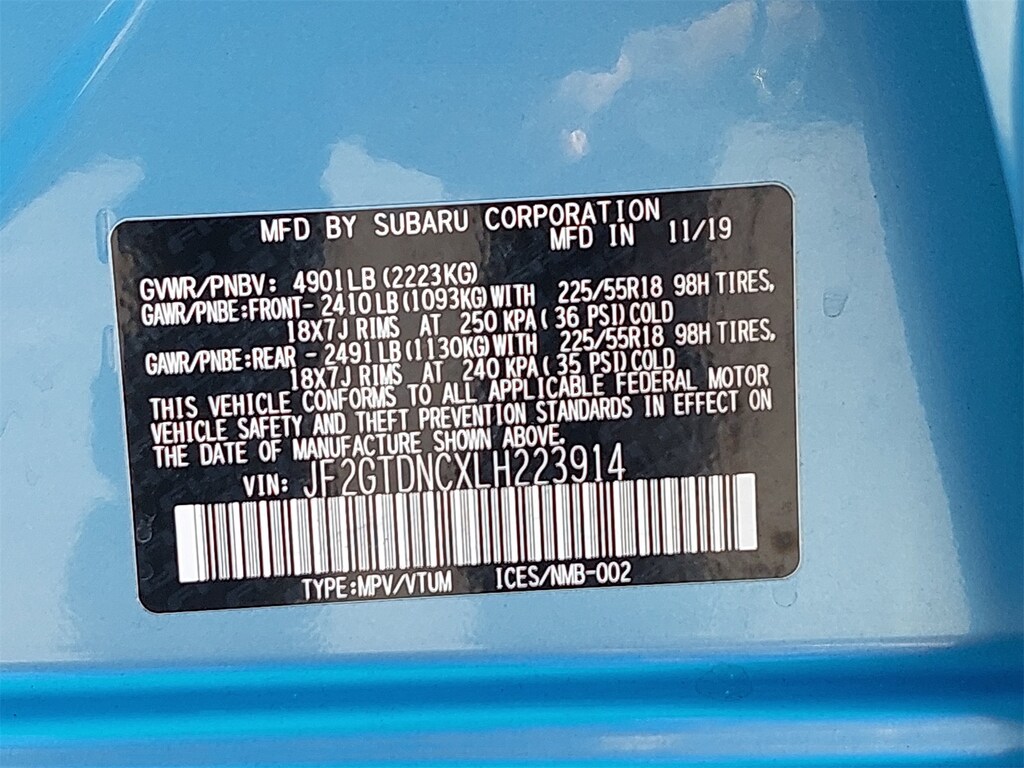 MFD BY SUBARU CORPORATION
MFD IN 11/19
GVWR/PNBV: 4901LB (2223KG)
GAWR/PNBE:FRONT- 2410LB(1093KG)WITH 225/55R18 98H TIRES,
18X7J RIMS AT 250 KPA( 36 PSI)COLD
GAWR/PNBE:REAR - 2491LB(1130KG)WITH 225/55R18 98H TIRES,
18X7J RIMS AT 240 KPA( 35 PSI)COLD
THIS VEHICLE CONFORMS TO ALL APPLICABLE FEDERAL MOTOR
VEHICLE SAFETY AND THEFT PREVENTION STANDARDS IN EFFECT ON
THE DATE OF MANUFACTURE SHOWN ABOVE.
VIN: JF2GTDNCXLH223914
TYPE:MPV/VTUM ICES/NMB-002